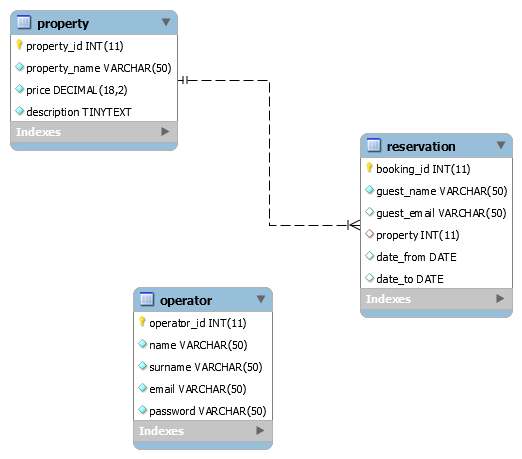 property
property_id INT(11)
property_name VARCHAR(50)
price DECIMAL(18,2)
description TINYTEXT
Indexes
reservation
booking_id INT(11)
guest_name VARCHAR(50)
guest_email VARCHAR(50)
property INT(11)
date_from DATE
date_to DATE
Indexes
operator
operator_id INT(11)
name VARCHAR(50)
surname VARCHAR(50)
email VARCHAR(50)
password VARCHAR(50)
Indexes